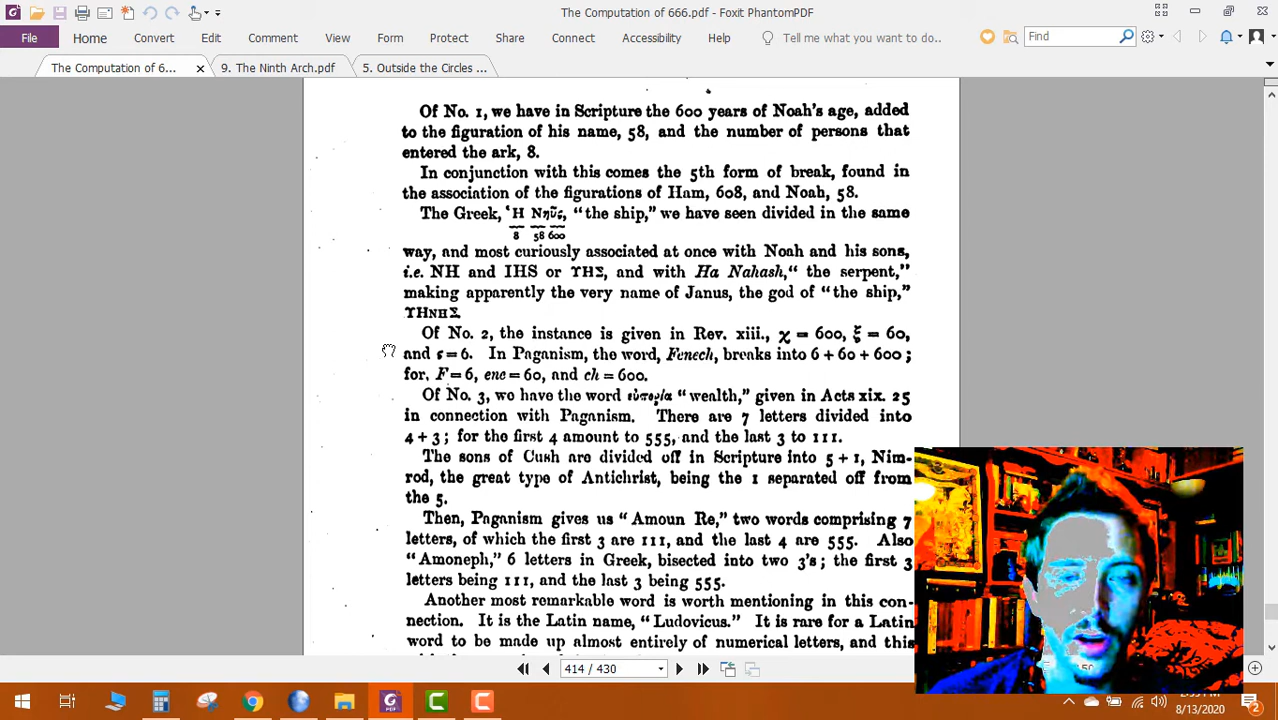 The Computation of 666.pdf - Foxit PhantomPDF
File Home Convert Edit Comment View Form Protect Share Connect Accessibility Help Tell me what you want to do.. Find
The Computation of 6... 9. The Ninth Arch.pdf 5. Outside the Circles ...
Of No. 1, we have in Scripture the 600 years of Noah's age, added
to the figuration of his name, 58, and the number of persons that
entered the ark, 8.
In conjunction with this comes the 5th form of break, found in
the association of the figurations of Ham, 608, and Noah, 58.
The Greek, Ἡ Νηῦς, "the ship," we have seen divided in the same
8 58 600
way, and most curiously associated at once with Noah and his sons,
i.e. NH and IHS or ΥΗΣ, and with Ha Nahash, "the serpent,"
making apparently the very name of Janus, the god of "the ship,"
ΥΗΝΗΣ.
Of No. 2, the instance is given in Rev. xiii., χ = 600, ξ = 60,
and ϛ = 6. In Paganism, the word, Fenech, breaks into 6 + 60 + 600;
for, F = 6, ene = 60, and ch = 600.
Of No. 3, we have the word εὐπορία "wealth," given in Acts xix. 25
in connection with Paganism. There are 7 letters divided into
4 + 3; for the first 4 amount to 555, and the last 3 to 111.
The sons of Cush are divided off in Scripture into 5 + 1, Nim-
rod, the great type of Antichrist, being the 1 separated off from
the 5.
Then, Paganism gives us "Amoun Re," two words comprising 7
letters, of which the first 3 are 111, and the last 4 are 555. Also
"Amoneph," 6 letters in Greek, bisected into two 3's; the first 3
letters being 111, and the last 3 being 555.
Another most remarkable word is worth mentioning in this con-
nection. It is the Latin name, "Ludovicus." It is rare for a Latin
word to be made up almost entirely of numerical letters, and this
414 / 430
8/13/2020
2